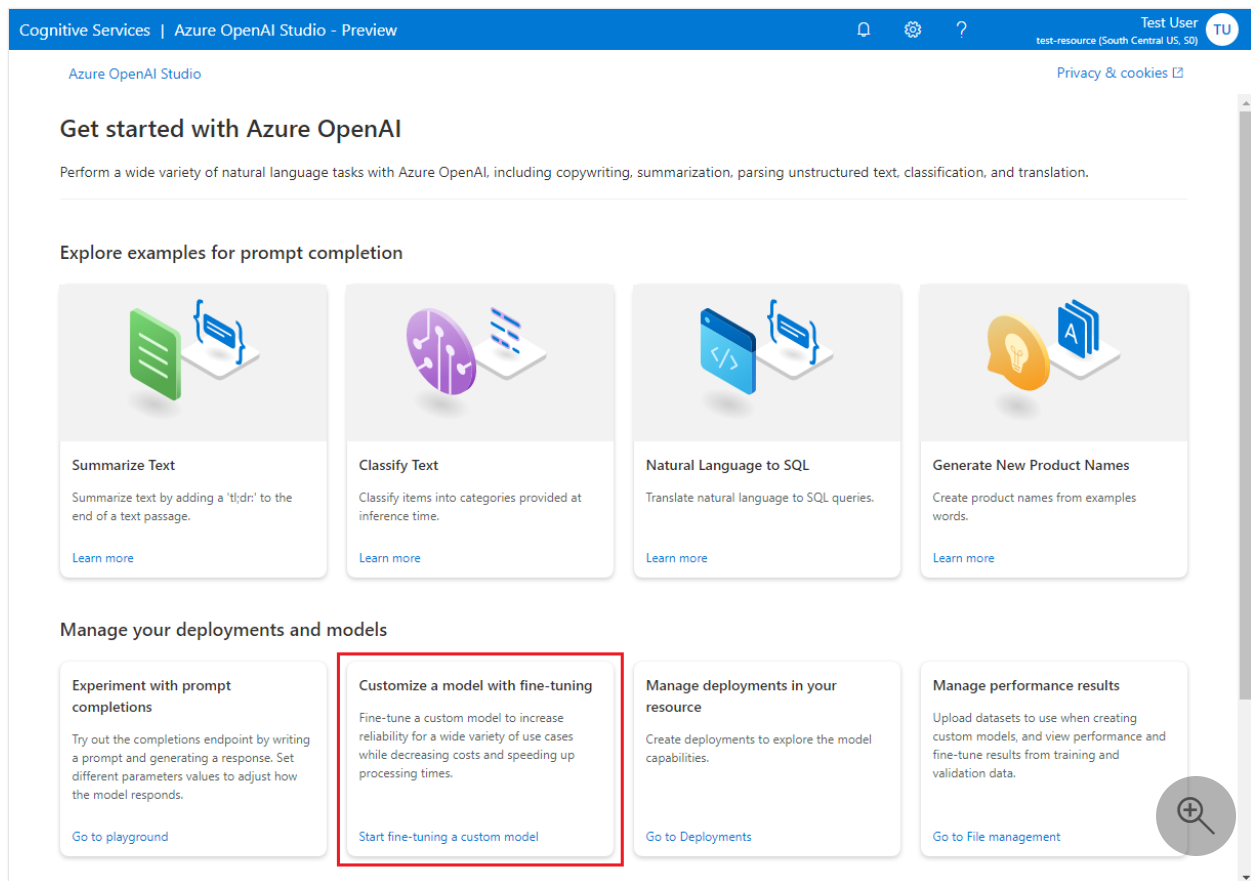 Cognitive Services | Azure OpenAI Studio - Preview
Test User
test-resource (South Central US, S0)
TU
Azure OpenAI Studio
Privacy & cookies
Get started with Azure OpenAI
Perform a wide variety of natural language tasks with Azure OpenAI, including copywriting, summarization, parsing unstructured text, classification, and translation.
Explore examples for prompt completion
A
Summarize Text
Summarize text by adding a 'tl;dr:' to the
end of a text passage.
Learn more
Classify Text
Classify items into categories provided at
inference time.
Learn more
Natural Language to SQL
Translate natural language to SQL queries.
Learn more
Generate New Product Names
Create product names from examples
words.
Learn more
Manage your deployments and models
Experiment with prompt
completions
Try out the completions endpoint by writing
a prompt and generating a response. Set
different parameters values to adjust how
the model responds.
Go to playground
Customize a model with fine-tuning
Fine-tune a custom model to increase
reliability for a wide variety of use cases
while decreasing costs and speeding up
processing times.
Start fine-tuning a custom model
Manage deployments in your
resource
Create deployments to explore the model
capabilities.
Go to Deployments
Manage performance results
Upload datasets to use when creating
custom models, and view performance and
fine-tune results from training and
validation data.
Go to File management